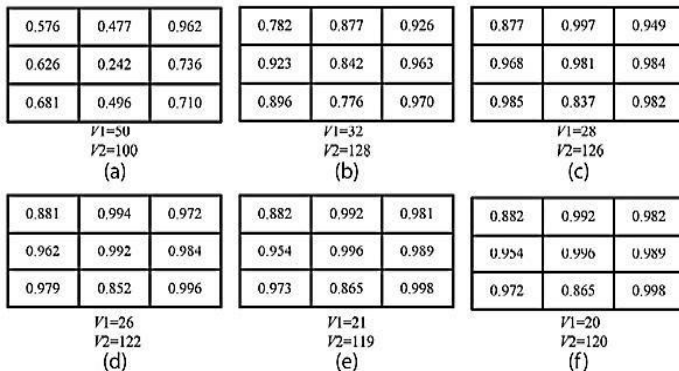 0.576 0.477 0.962
0.626 0.242 0.736
0.681 0.496 0.710
V1=50
V2=100
(a)
0.782 0.877 0.926
0.923 0.842 0.963
0.896 0.776 0.970
V1=32
V2=128
(b)
0.877 0.997 0.949
0.968 0.981 0.984
0.985 0.837 0.982
V1=28
V2=126
(c)
0.881 0.994 0.972
0.962 0.992 0.984
0.979 0.852 0.996
V1=26
V2=122
(d)
0.882 0.992 0.981
0.954 0.996 0.989
0.973 0.865 0.998
V1=21
V2=119
(e)
0.882 0.992 0.982
0.954 0.996 0.989
0.972 0.865 0.998
V1=20
V2=120
(f)